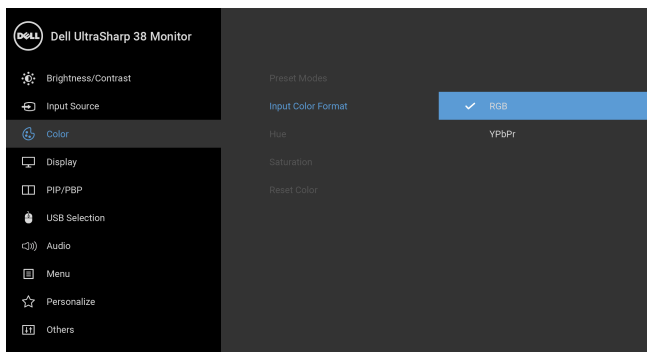 DELL Dell UltraSharp 38 Monitor
Brightness/Contrast
Preset Modes
Input Source
Input Color Format
RGB
Color
Hue
YPbPr
Display
Saturation
PIP/PBP
Reset Color
USB Selection
Audio
Menu
Personalize
Others